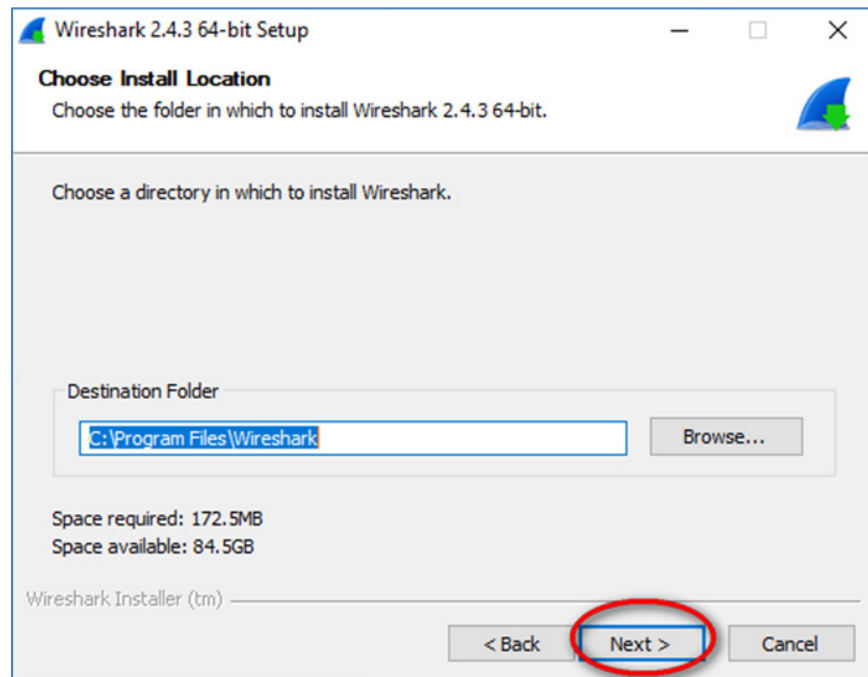 Wireshark 2.4.3 64-bit Setup
Choose Install Location
Choose the folder in which to install Wireshark 2.4.3 64-bit.
Choose a directory in which to install Wireshark.
Destination Folder
C:\Program Files\Wireshark
Browse...
Space required: 172.5MB
Space available: 84.5GB
Wireshark Installer (tm)
< Back
Next >
Cancel